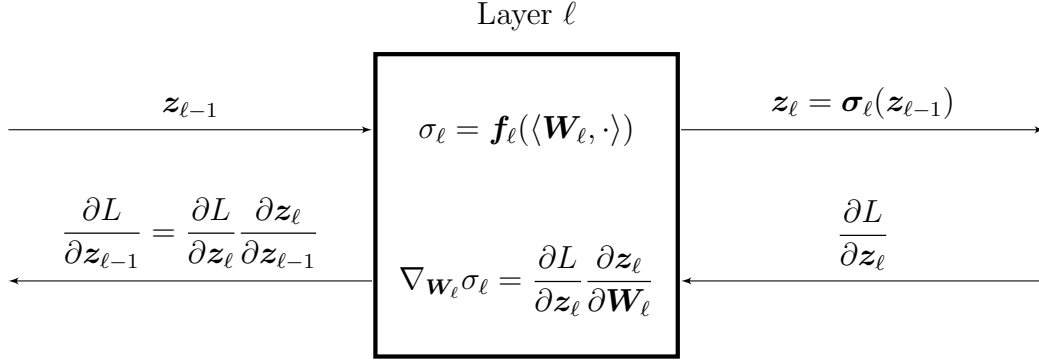 Layer ℓ
z_{ℓ−1}
σ_ℓ = f_ℓ(⟨W_ℓ, ·⟩)
z_ℓ = σ_ℓ(z_{ℓ−1})
∂L/∂z_{ℓ−1} = ∂L/∂z_ℓ ∂z_ℓ/∂z_{ℓ−1}
∇_{W_ℓ}σ_ℓ = ∂L/∂z_ℓ ∂z_ℓ/∂W_ℓ
∂L/∂z_ℓ